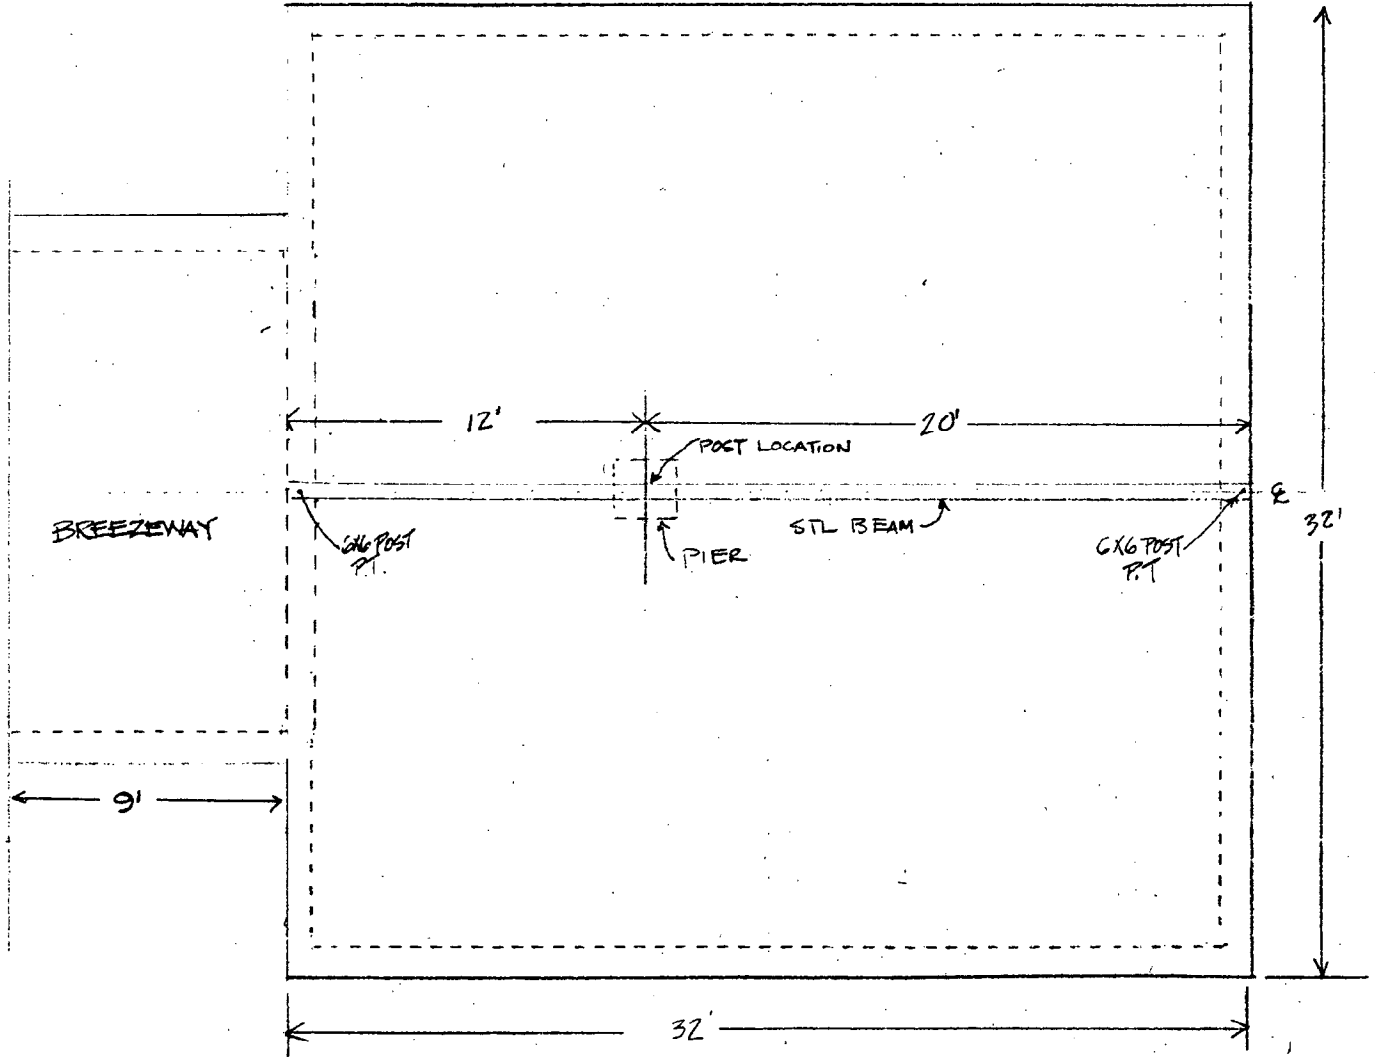 12'
20'
POST LOCATION
BREEZEWAY
6X6 POST
P.T.
PIER
STL BEAM
6X6 POST
P.T
℄
32'
9'
32'